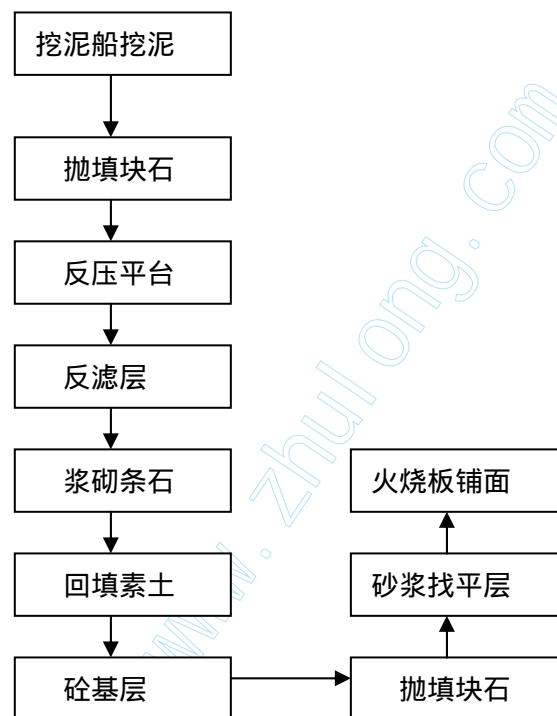 挖泥船挖泥
抛填块石
反压平台
反滤层
浆砌条石
回填素土
砼基层
抛填块石
砂浆找平层
火烧板铺面
www.zhulong.com